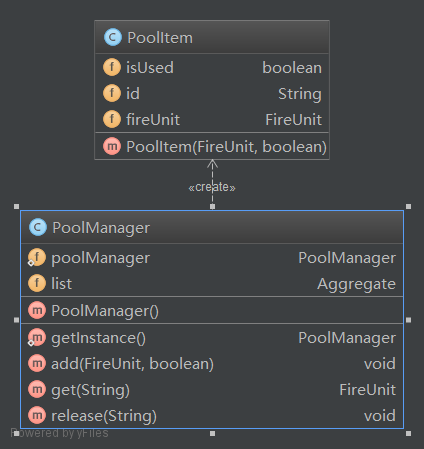 C PoolItem
f isUsed boolean
f id String
f fireUnit FireUnit
m PoolItem(FireUnit, boolean)
«create»
C PoolManager
f poolManager PoolManager
f list Aggregate
m PoolManager()
m getInstance() PoolManager
m add(FireUnit, boolean) void
m get(String) FireUnit
m release(String) void
Powered by yFiles